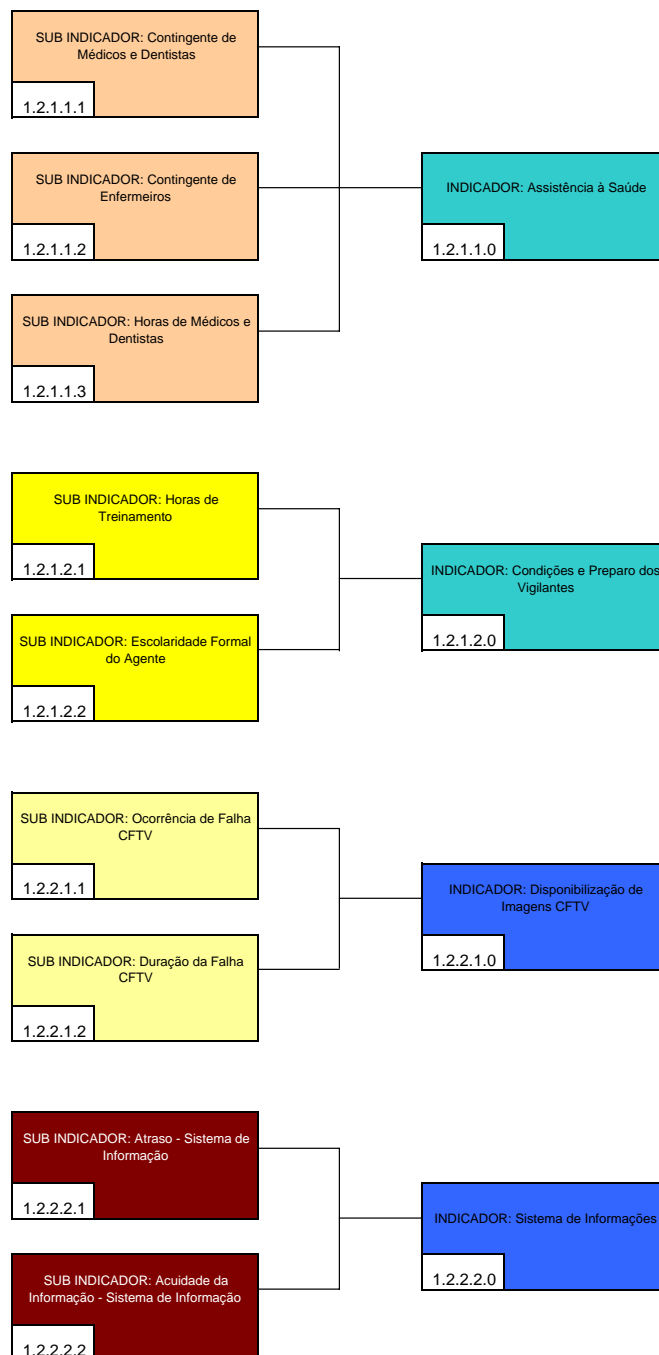 SUB INDICADOR: Contingente de
Médicos e Dentistas
1.2.1.1.1
SUB INDICADOR: Contingente de
Enfermeiros
1.2.1.1.2
INDICADOR: Assistência à Saúde
1.2.1.1.0
SUB INDICADOR: Horas de Médicos e
Dentistas
1.2.1.1.3
SUB INDICADOR: Horas de
Treinamento
1.2.1.2.1
INDICADOR: Condições e Preparo dos
Vigilantes
1.2.1.2.0
SUB INDICADOR: Escolaridade Formal
do Agente
1.2.1.2.2
SUB INDICADOR: Ocorrência de Falha
CFTV
1.2.2.1.1
INDICADOR: Disponibilização de
Imagens CFTV
1.2.2.1.0
SUB INDICADOR: Duração da Falha
CFTV
1.2.2.1.2
SUB INDICADOR: Atraso - Sistema de
Informação
1.2.2.2.1
INDICADOR: Sistema de Informações
1.2.2.2.0
SUB INDICADOR: Acuidade da
Informação - Sistema de Informação
1.2.2.2.2